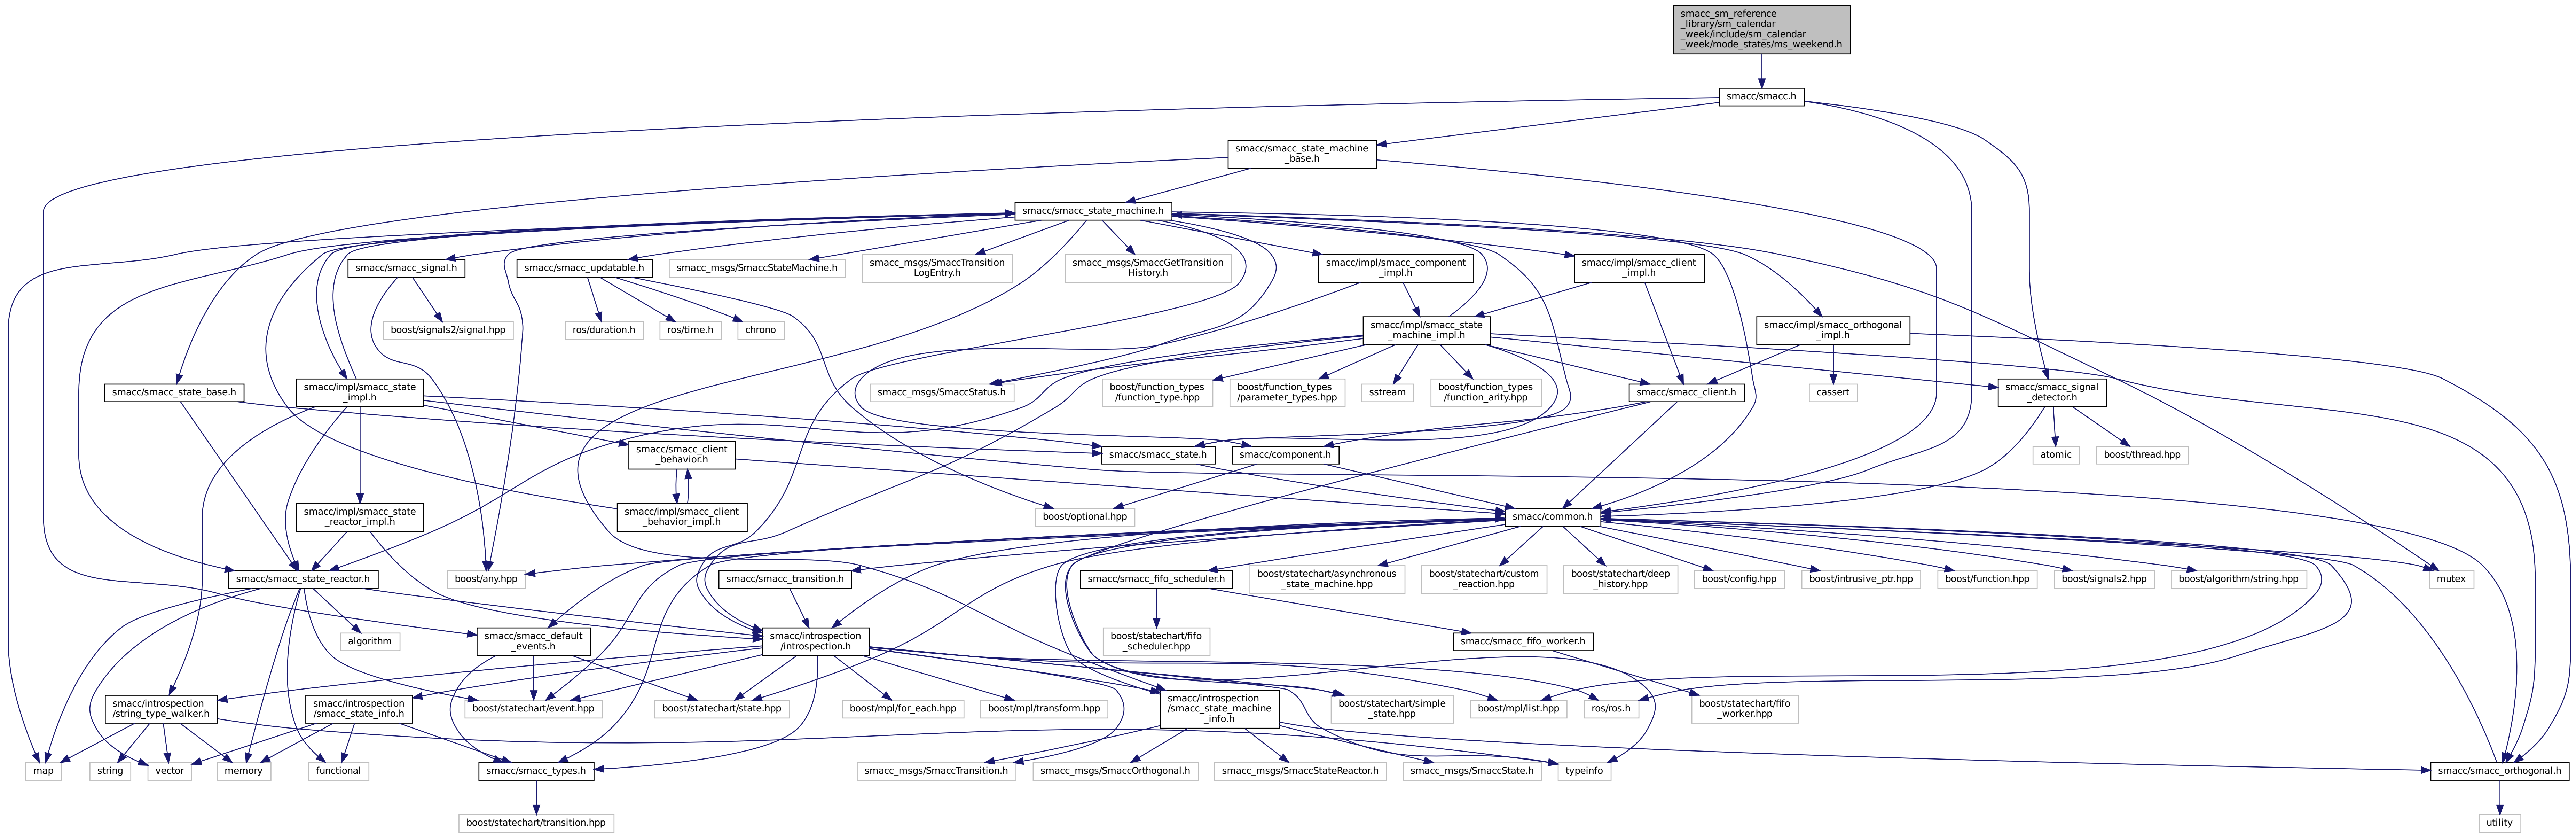 smacc_sm_reference
_library/sm_calendar
_week/include/sm_calendar
_week/mode_states/ms_weekend.h
smacc/smacc.h
smacc/smacc_state_machine
_base.h
smacc/smacc_state_machine.h
smacc/smacc_signal.h
smacc/smacc_updatable.h
smacc_msgs/SmaccStateMachine.h
smacc_msgs/SmaccTransition
LogEntry.h
smacc_msgs/SmaccGetTransition
History.h
smacc/impl/smacc_component
_impl.h
smacc/impl/smacc_client
_impl.h
boost/signals2/signal.hpp
ros/duration.h
ros/time.h
chrono
smacc/impl/smacc_state
_machine_impl.h
smacc/impl/smacc_orthogonal
_impl.h
smacc/smacc_state_base.h
smacc/impl/smacc_state
_impl.h
smacc_msgs/SmaccStatus.h
boost/function_types
/function_type.hpp
boost/function_types
/parameter_types.hpp
sstream
boost/function_types
/function_arity.hpp
smacc/smacc_client.h
cassert
smacc/smacc_signal
_detector.h
smacc/smacc_client
_behavior.h
smacc/smacc_state.h
smacc/component.h
atomic
boost/thread.hpp
smacc/impl/smacc_state
_reactor_impl.h
smacc/impl/smacc_client
_behavior_impl.h
boost/optional.hpp
smacc/common.h
smacc/smacc_state_reactor.h
boost/any.hpp
smacc/smacc_transition.h
smacc/smacc_fifo_scheduler.h
boost/statechart/asynchronous
_state_machine.hpp
boost/statechart/custom
_reaction.hpp
boost/statechart/deep
_history.hpp
boost/config.hpp
boost/intrusive_ptr.hpp
boost/function.hpp
boost/signals2.hpp
boost/algorithm/string.hpp
mutex
algorithm
smacc/smacc_default
_events.h
smacc/introspection
/introspection.h
boost/statechart/fifo
_scheduler.hpp
smacc/smacc_fifo_worker.h
smacc/introspection
/string_type_walker.h
smacc/introspection
/smacc_state_info.h
boost/statechart/event.hpp
boost/statechart/state.hpp
boost/mpl/for_each.hpp
boost/mpl/transform.hpp
smacc/introspection
/smacc_state_machine
_info.h
boost/statechart/simple
_state.hpp
boost/mpl/list.hpp
ros/ros.h
boost/statechart/fifo
_worker.hpp
map
string
vector
memory
functional
smacc/smacc_types.h
smacc_msgs/SmaccTransition.h
smacc_msgs/SmaccOrthogonal.h
smacc_msgs/SmaccStateReactor.h
smacc_msgs/SmaccState.h
typeinfo
smacc/smacc_orthogonal.h
boost/statechart/transition.hpp
utility